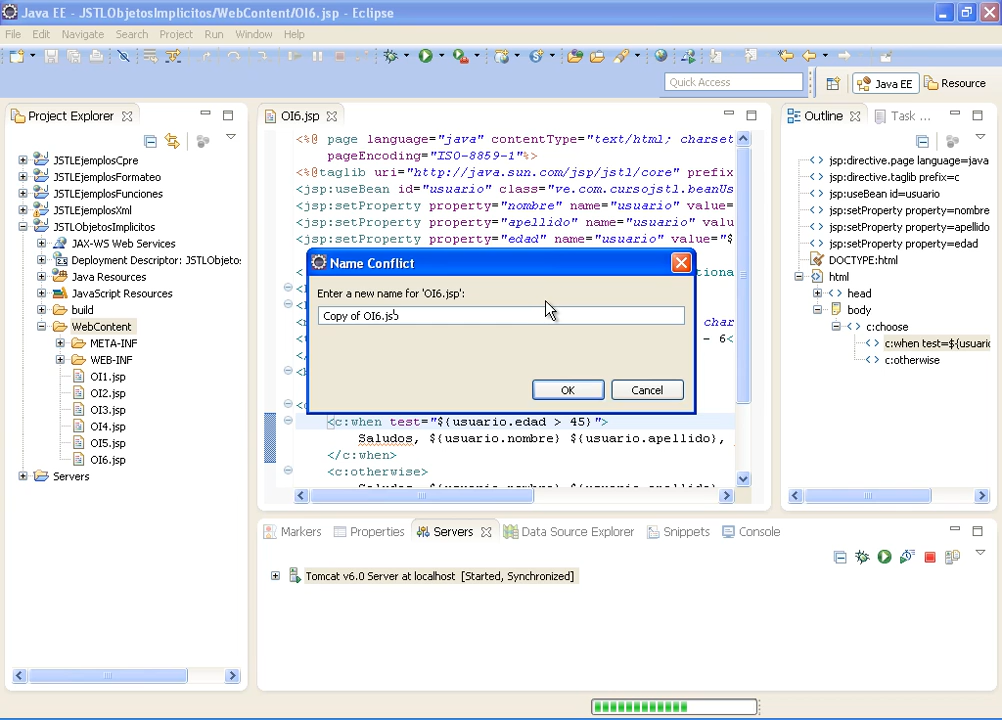 Java EE - JSTLObjetosImplicitos/WebContent/OI6.jsp - Eclipse
File Edit Navigate Search Project Run Window Help
Quick Access
Java EE
Resource
Project Explorer
JSTLEjemplosCpre
JSTLEjemplosFormateo
JSTLEjemplosFunciones
JSTLEjemplosXml
JSTLObjetosImplicitos
JAX-WS Web Services
Deployment Descriptor: JSTLObjeto:
Java Resources
JavaScript Resources
build
WebContent
META-INF
WEB-INF
OI1.jsp
OI2.jsp
OI3.jsp
OI4.jsp
OI5.jsp
OI6.jsp
Servers
OI6.jsp
<%@ page language="java" contentType="text/html; charset
pageEncoding="ISO-8859-1"%>
<%@taglib uri="http://java.sun.com/jsp/jstl/core" prefix
<jsp:useBean id="usuario" class="ve.com.cursojstl.beanUs
<jsp:setProperty property="nombre" name="usuario" value=
<jsp:setProperty property="apellido" name="usuario" valu
<jsp:setProperty property="edad" name="usuario" value="$
Name Conflict
Enter a new name for 'OI6.jsp':
Copy of OI6.jsp
OK
Cancel
char
- 6<
<c:when test="${usuario.edad > 45}">
Saludos, ${usuario.nombre} ${usuario.apellido},
</c:when>
<c:otherwise>
Outline
Task ...
jsp:directive.page language=java
jsp:directive.taglib prefix=c
jsp:useBean id=usuario
jsp:setProperty property=nombre
jsp:setProperty property=apellido
jsp:setProperty property=edad
DOCTYPE:html
html
head
body
c:choose
c:when test=${usuario
c:otherwise
Markers
Properties
Servers
Data Source Explorer
Snippets
Console
Tomcat v6.0 Server at localhost [Started, Synchronized]